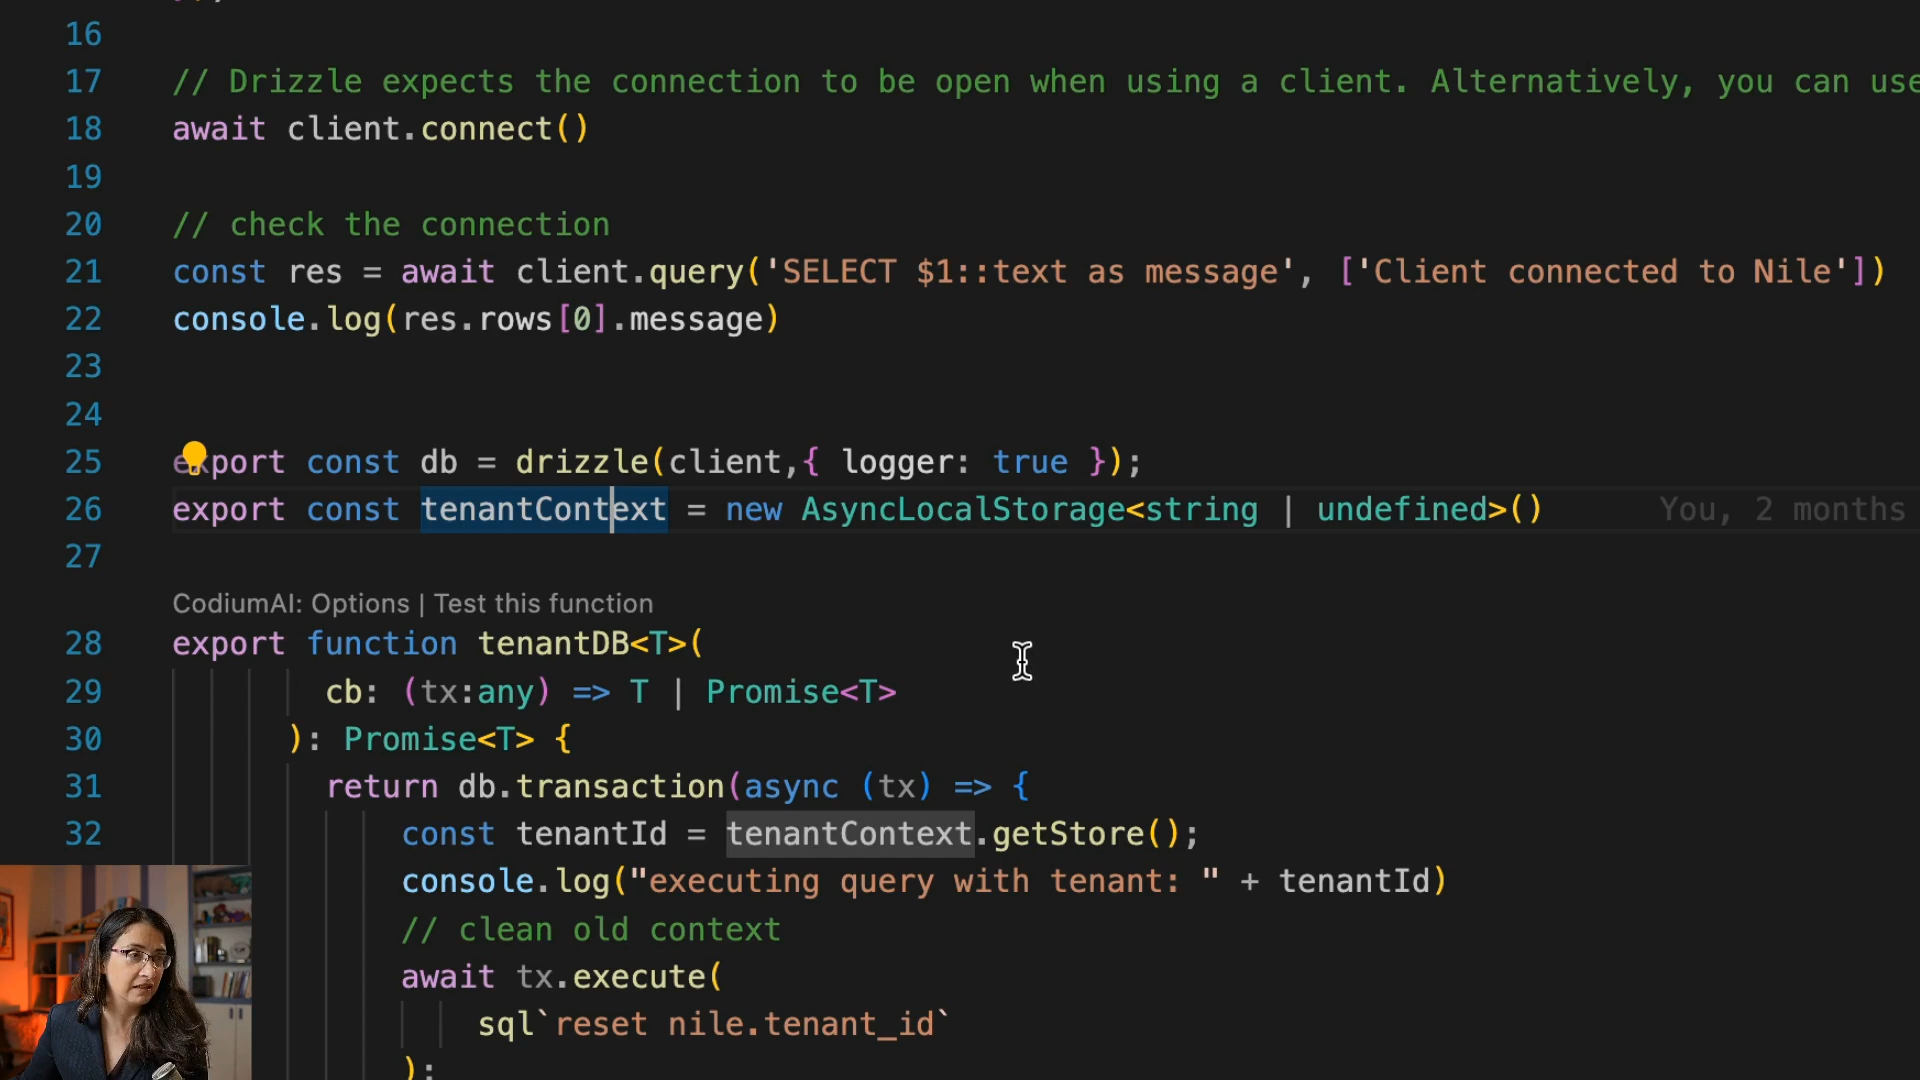 16
17 // Drizzle expects the connection to be open when using a client. Alternatively, you can use
18 await client.connect()
19
20 // check the connection
21 const res = await client.query('SELECT $1::text as message', ['Client connected to Nile'])
22 console.log(res.rows[0].message)
23
24
25 export const db = drizzle(client,{ logger: true });
26 export const tenantContext = new AsyncLocalStorage<string | undefined>() You, 2 months
27
CodiumAI: Options | Test this function
28 export function tenantDB<T>(
29 cb: (tx:any) => T | Promise<T>
30 ): Promise<T> {
31 return db.transaction(async (tx) => {
32 const tenantId = tenantContext.getStore();
console.log("executing query with tenant: " + tenantId)
// clean old context
await tx.execute(
sql`reset nile.tenant_id`
);